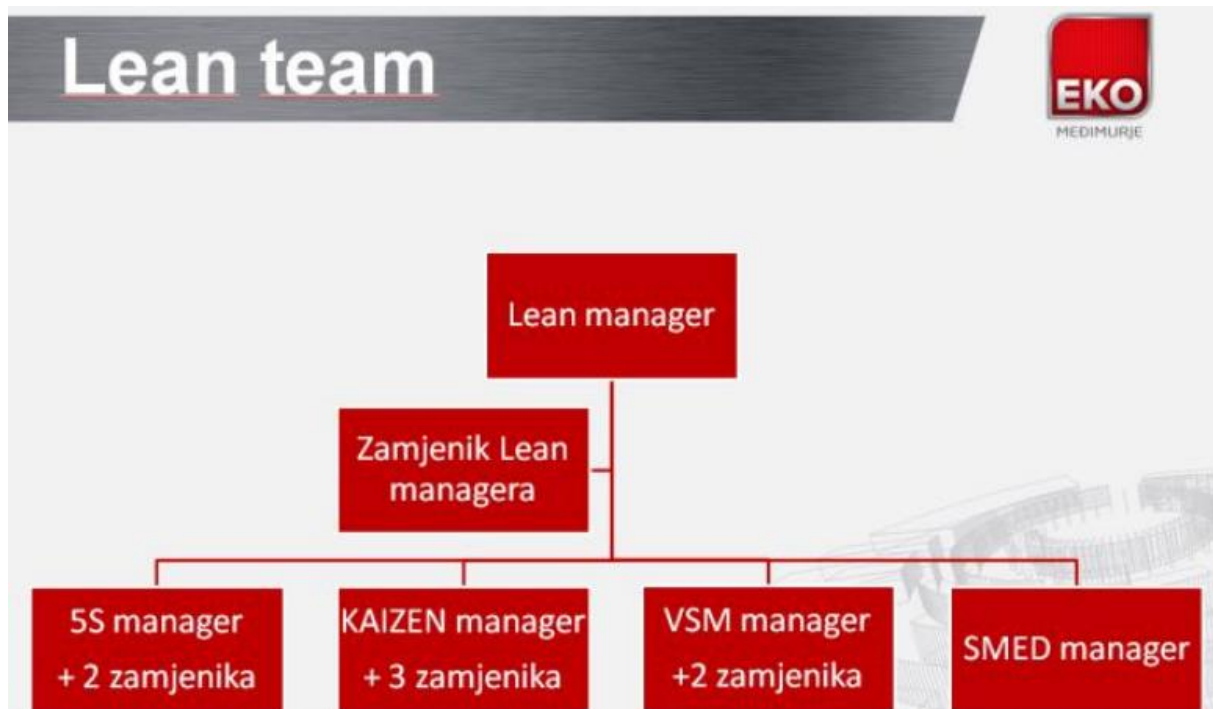 Lean team
EKO
MEĐIMURJE
Lean manager
Zamjenik Lean
managera
5S manager
+ 2 zamjenika
KAIZEN manager
+ 3 zamjenika
VSM manager
+2 zamjenika
SMED manager